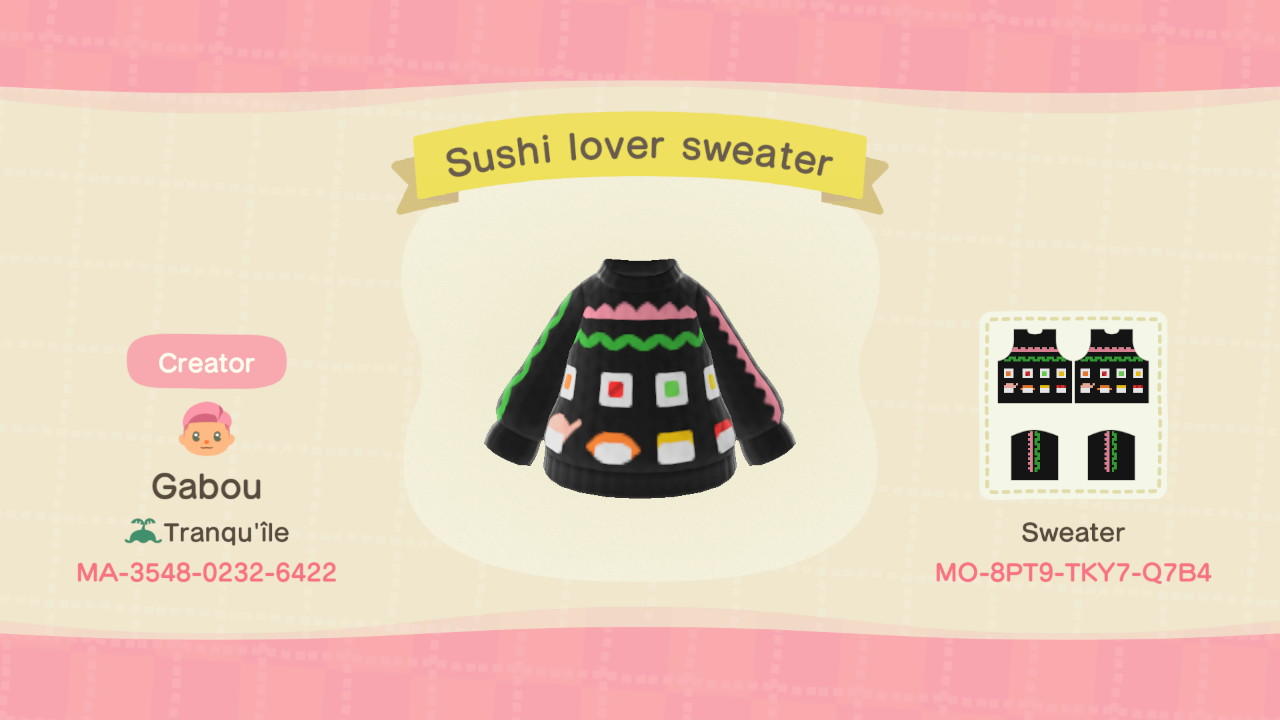 Sushi lover sweater
Creator
Gabou
Tranqu'île
MA-3548-0232-6422
Sweater
MO-8PT9-TKY7-Q7B4